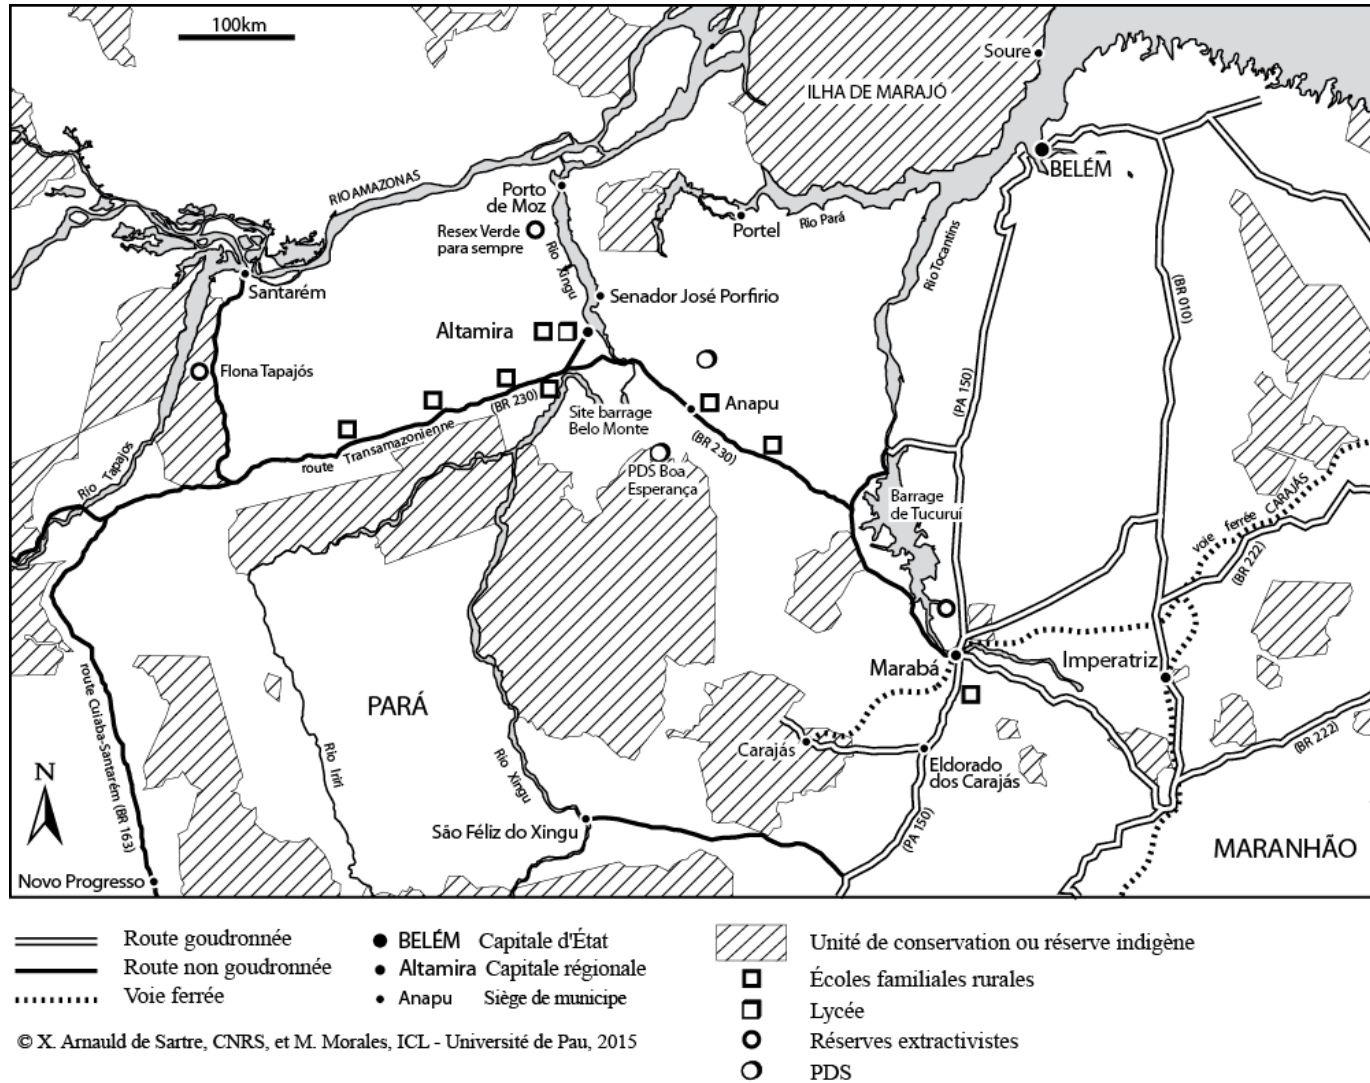 100km
Soure
ILHA DE MARAJÓ
BELÉM
RIO AMAZONAS
Porto
de Moz
Resex Verde
para sempre
Portel
Rio Pará
Rio Xingu
Rio Tocantins
Santarém
Senador José Porfirio
(BR 010)
Altamira
Flona Tapajós
(PA 150)
(BR 230)
Site barrage
Belo Monte
Anapu
route Transamazonienne
(BR 230)
Rio Tapajos
PDS Boa
Esperança
Barrage
de Tucuruí
voie ferrée CARAJÁS
(BR 222)
Marabá
Imperatriz
route Cuiaba-Santarém (BR 163)
PARÁ
Rio Iriri
Rio Xingu
Carajás
Eldorado
dos Carajás
(BR 222)
N
São Féliz do Xingu
(PA 150)
MARANHÃO
Novo Progresso
Route goudronnée
Route non goudronnée
Voie ferrée
BELÉM Capitale d'État
Altamira Capitale régionale
Anapu Siège de municipe
Unité de conservation ou réserve indigène
Écoles familiales rurales
Lycée
Réserves extractivistes
PDS
© X. Arnauld de Sartre, CNRS, et M. Morales, ICL - Université de Pau, 2015